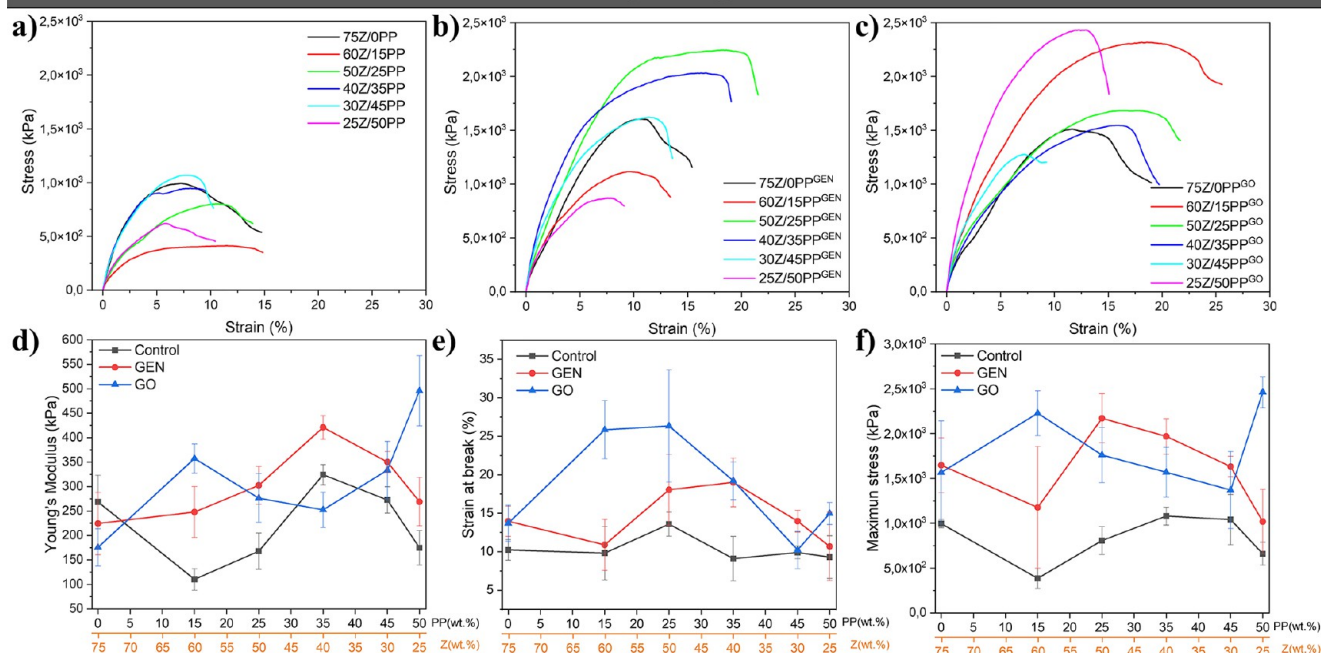 a)
2,5×10³
2,0×10³
1,5×10³
1,0×10³
5,0×10²
0,0
Stress (kPa)
0 5 10 15 20 25 30
Strain (%)
75Z/0PP
60Z/15PP
50Z/25PP
40Z/35PP
30Z/45PP
25Z/50PP
b)
2,5×10³
2,0×10³
1,5×10³
1,0×10³
5,0×10²
0,0
Stress (kPa)
0 5 10 15 20 25 30
Strain (%)
75Z/0PPᴳᴱᴺ
60Z/15PPᴳᴱᴺ
50Z/25PPᴳᴱᴺ
40Z/35PPᴳᴱᴺ
30Z/45PPᴳᴱᴺ
25Z/50PPᴳᴱᴺ
c)
2,5×10³
2,0×10³
1,5×10³
1,0×10³
5,0×10²
0,0
Stress (kPa)
0 5 10 15 20 25 30
Strain (%)
75Z/0PPᴳᴼ
60Z/15PPᴳᴼ
50Z/25PPᴳᴼ
40Z/35PPᴳᴼ
30Z/45PPᴳᴼ
25Z/50PPᴳᴼ
d)
600
550
500
450
400
350
300
250
200
150
100
50
Young's Modulus (kPa)
Control
GEN
GO
0 5 10 15 20 25 30 35 40 45 50 PP(wt.%)
75 70 65 60 55 50 45 40 35 30 25 Z(wt.%)
e)
35
30
25
20
15
10
5
Strain at break (%)
Control
GEN
GO
0 5 10 15 20 25 30 35 40 45 50 PP(wt.%)
75 70 65 60 55 50 45 40 35 30 25 Z(wt.%)
f)
3,0×10³
2,5×10³
2,0×10³
1,5×10³
1,0×10³
5,0×10²
0,0
Maximun stress (kPa)
Control
GEN
GO
0 5 10 15 20 25 30 35 40 45 50 PP(wt.%)
75 70 65 60 55 50 45 40 35 30 25 Z(wt.%)